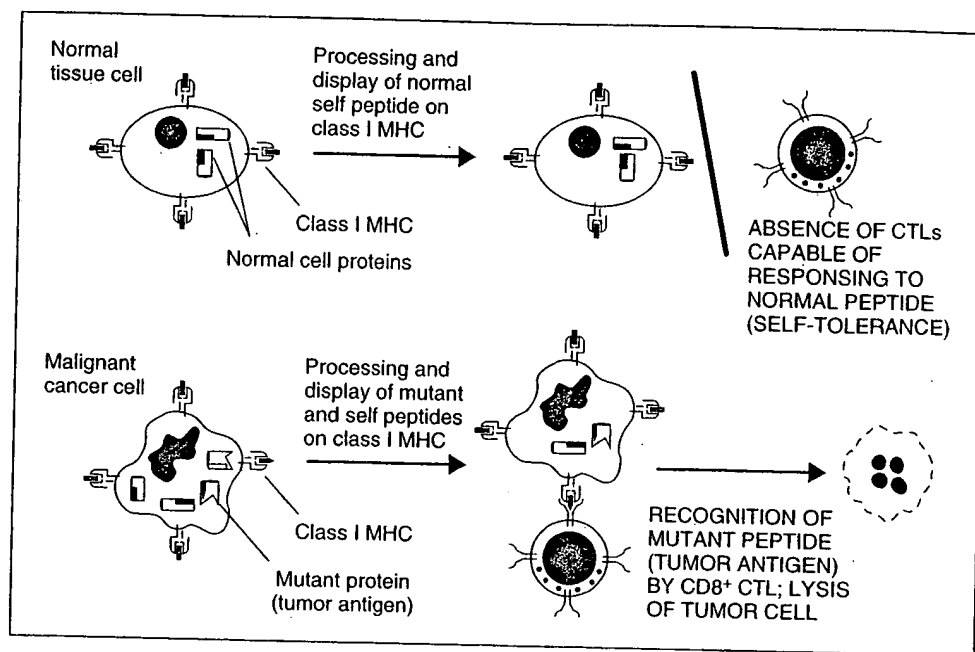 Normal
tissue cell
Processing and
display of normal
self peptide on
class I MHC
Class I MHC
Normal cell proteins
ABSENCE OF CTLs
CAPABLE OF
RESPONSING TO
NORMAL PEPTIDE
(SELF-TOLERANCE)
Malignant
cancer cell
Processing and
display of mutant
and self peptides
on class I MHC
Class I MHC
Mutant protein
(tumor antigen)
RECOGNITION OF
MUTANT PEPTIDE
(TUMOR ANTIGEN)
BY CD8⁺ CTL; LYSIS
OF TUMOR CELL